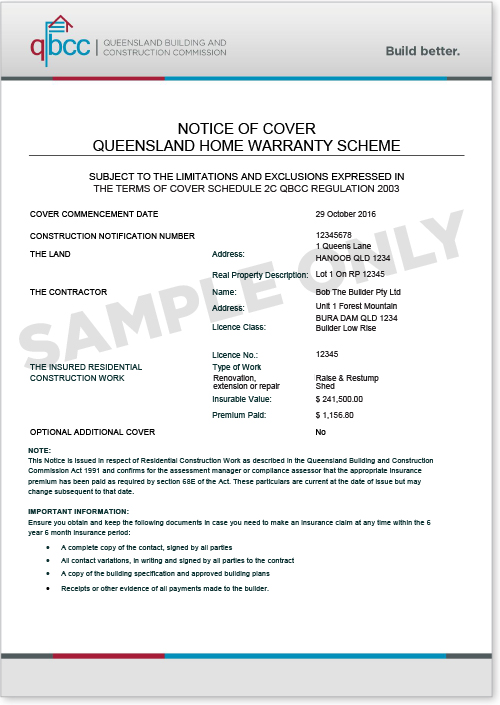 qbcc
QUEENSLAND BUILDING AND
CONSTRUCTION COMMISSION
Build better.
NOTICE OF COVER
QUEENSLAND HOME WARRANTY SCHEME
SUBJECT TO THE LIMITATIONS AND EXCLUSIONS EXPRESSED IN
THE TERMS OF COVER SCHEDULE 2C QBCC REGULATION 2003
COVER COMMENCEMENT DATE 29 October 2016
CONSTRUCTION NOTIFICATION NUMBER 12345678
THE LAND Address: 1 Queens Lane
HANOOB QLD 1234
Real Property Description: Lot 1 On RP 12345
THE CONTRACTOR Name: Bob The Builder Pty Ltd
Address: Unit 1 Forest Mountain
BURA DAM QLD 1234
Licence Class: Builder Low Rise
Licence No.: 12345
THE INSURED RESIDENTIAL Type of Work
CONSTRUCTION WORK Renovation, Raise & Restump
extension or repair Shed
Insurable Value: $ 241,500.00
Premium Paid: $ 1,156.80
OPTIONAL ADDITIONAL COVER No
NOTE:
This Notice is issued in respect of Residential Construction Work as described in the Queensland Building and Construction
Commission Act 1991 and confirms for the assessment manager or compliance assessor that the appropriate insurance
premium has been paid as required by section 68E of the Act. These particulars are current at the date of issue but may
change subsequent to that date.
IMPORTANT INFORMATION:
Ensure you obtain and keep the following documents in case you need to make an insurance claim at any time within the 6
year 6 month insurance period:
• A complete copy of the contact, signed by all parties
• All contact variations, in writing and signed by all parties to the contract
• A copy of the building specification and approved building plans
• Receipts or other evidence of all payments made to the builder.
SAMPLE ONLY